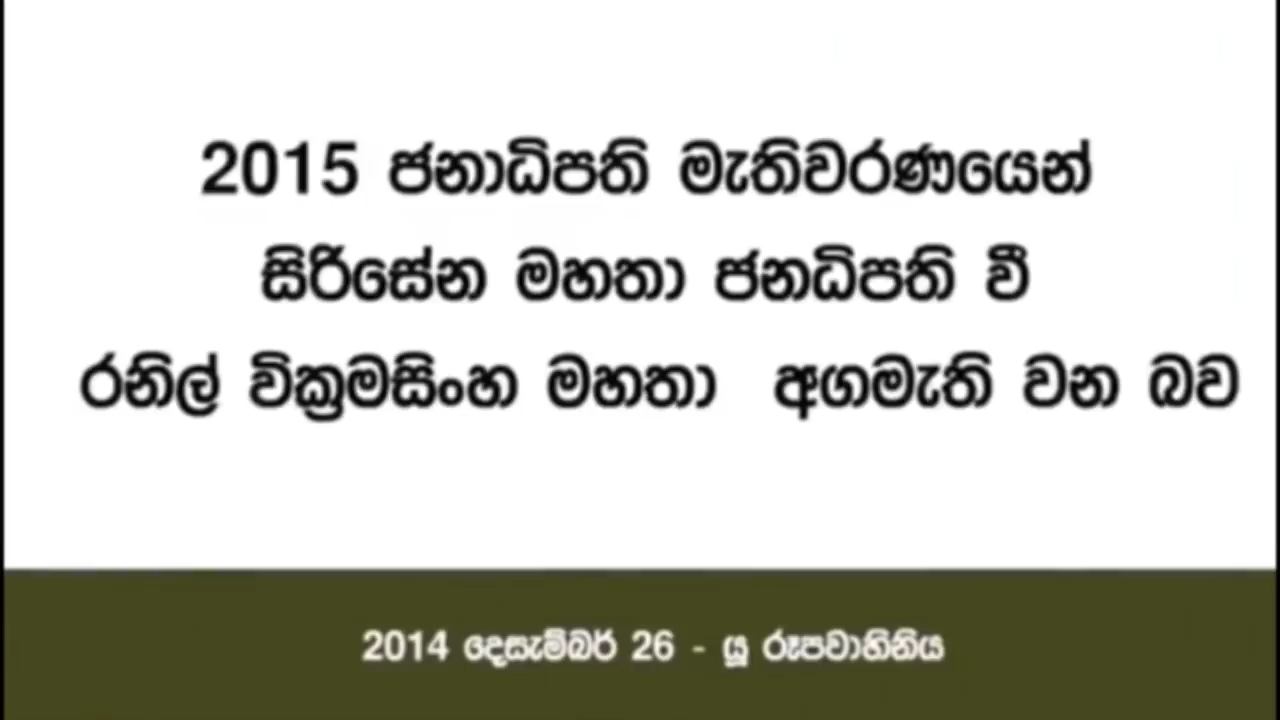 2015 ජනාධිපති මැතිවරණයෙන්
සිරිසේන මහතා ජනධිපති වී
රනිල් වික්‍රමසිංහ මහතා අගමැති වන බව
2014 දෙසැම්බර් 26 - යූ රූපවාහිනිය